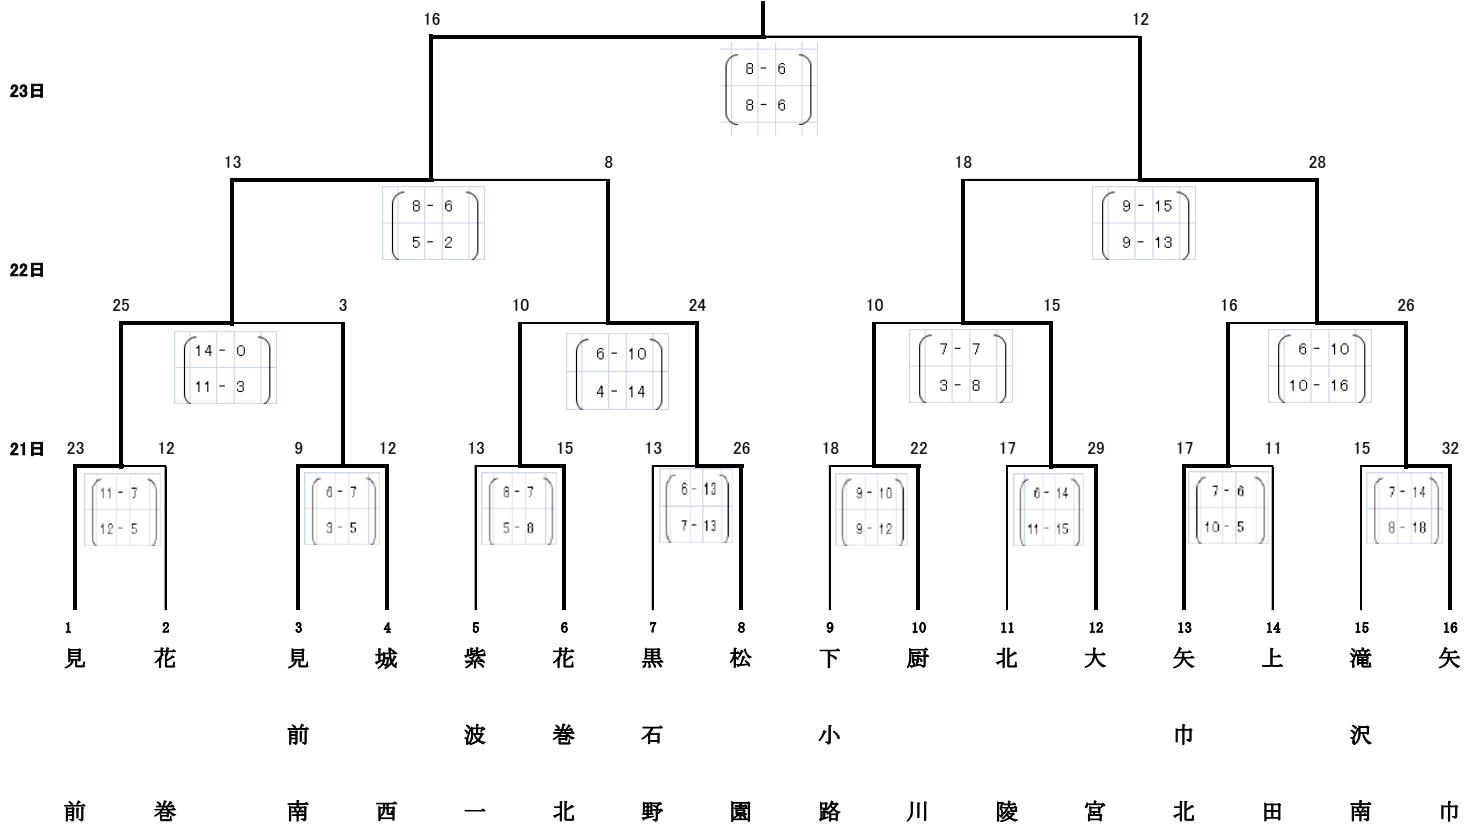 16 12
8 - 6
23日
8 - 6
13 8 18 28
8 - 6 9 - 15
5 - 2 9 - 13
22日
25 3 10 24 10 15 16 26
14 - 0 6 - 10 7 - 7 6 - 10
11 - 3 4 - 14 3 - 8 10 - 16
21日 23 12 9 12 13 15 13 26 18 22 17 29 17 11 15 32
11 - 7 6 - 7 8 - 7 6 - 13 9 - 10 6 - 14 7 - 6 7 - 14
12 - 5 3 - 5 5 - 8 7 - 13 9 - 12 11 - 15 10 - 5 8 - 18
1 2 3 4 5 6 7 8 9 10 11 12 13 14 15 16
見前
花巻
見前南
城西
紫波一
花巻北
黒石野
松園
下小路
厨川
北陵
大宮
矢巾北
上田
滝沢南
矢巾